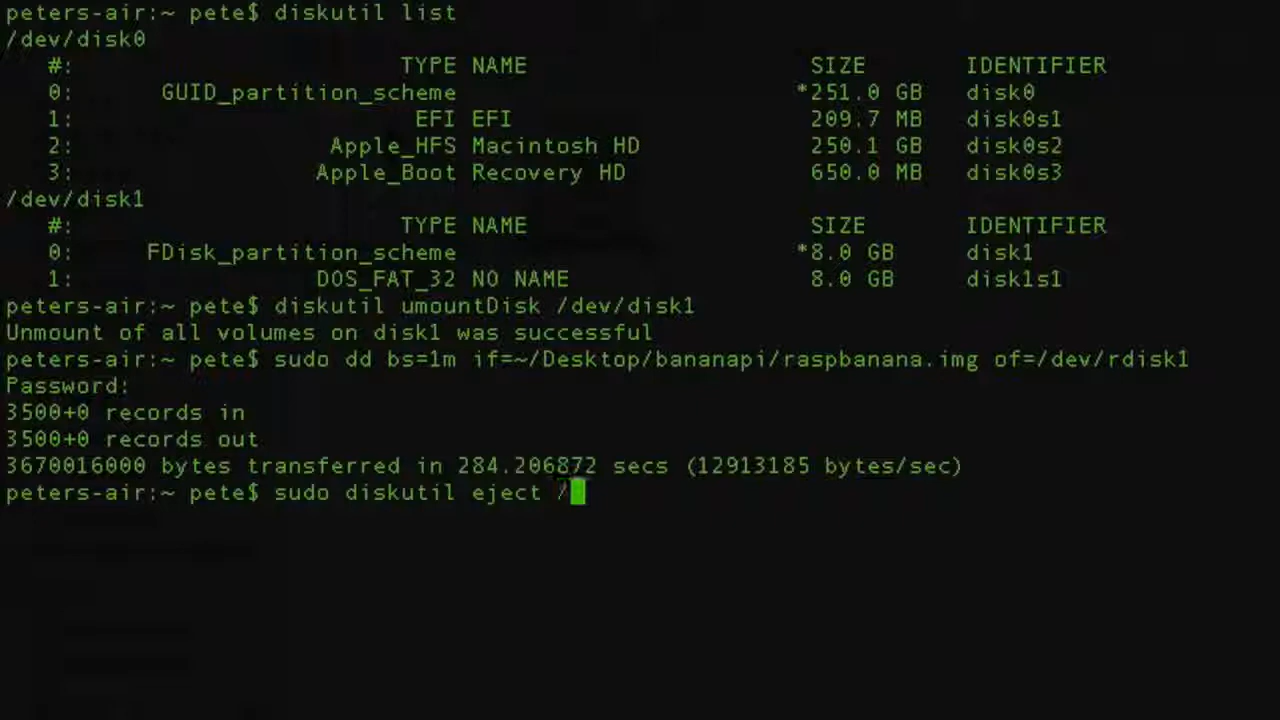 peters-air:~ pete$ diskutil list
/dev/disk0
#: TYPE NAME SIZE IDENTIFIER
0: GUID_partition_scheme *251.0 GB disk0
1: EFI EFI 209.7 MB disk0s1
2: Apple_HFS Macintosh HD 250.1 GB disk0s2
3: Apple_Boot Recovery HD 650.0 MB disk0s3
/dev/disk1
#: TYPE NAME SIZE IDENTIFIER
0: FDisk_partition_scheme *8.0 GB disk1
1: DOS_FAT_32 NO NAME 8.0 GB disk1s1
peters-air:~ pete$ diskutil umountDisk /dev/disk1
Unmount of all volumes on disk1 was successful
peters-air:~ pete$ sudo dd bs=1m if=~/Desktop/bananapi/raspbanana.img of=/dev/rdisk1
Password:
3500+0 records in
3500+0 records out
3670016000 bytes transferred in 284.206872 secs (12913185 bytes/sec)
peters-air:~ pete$ sudo diskutil eject /